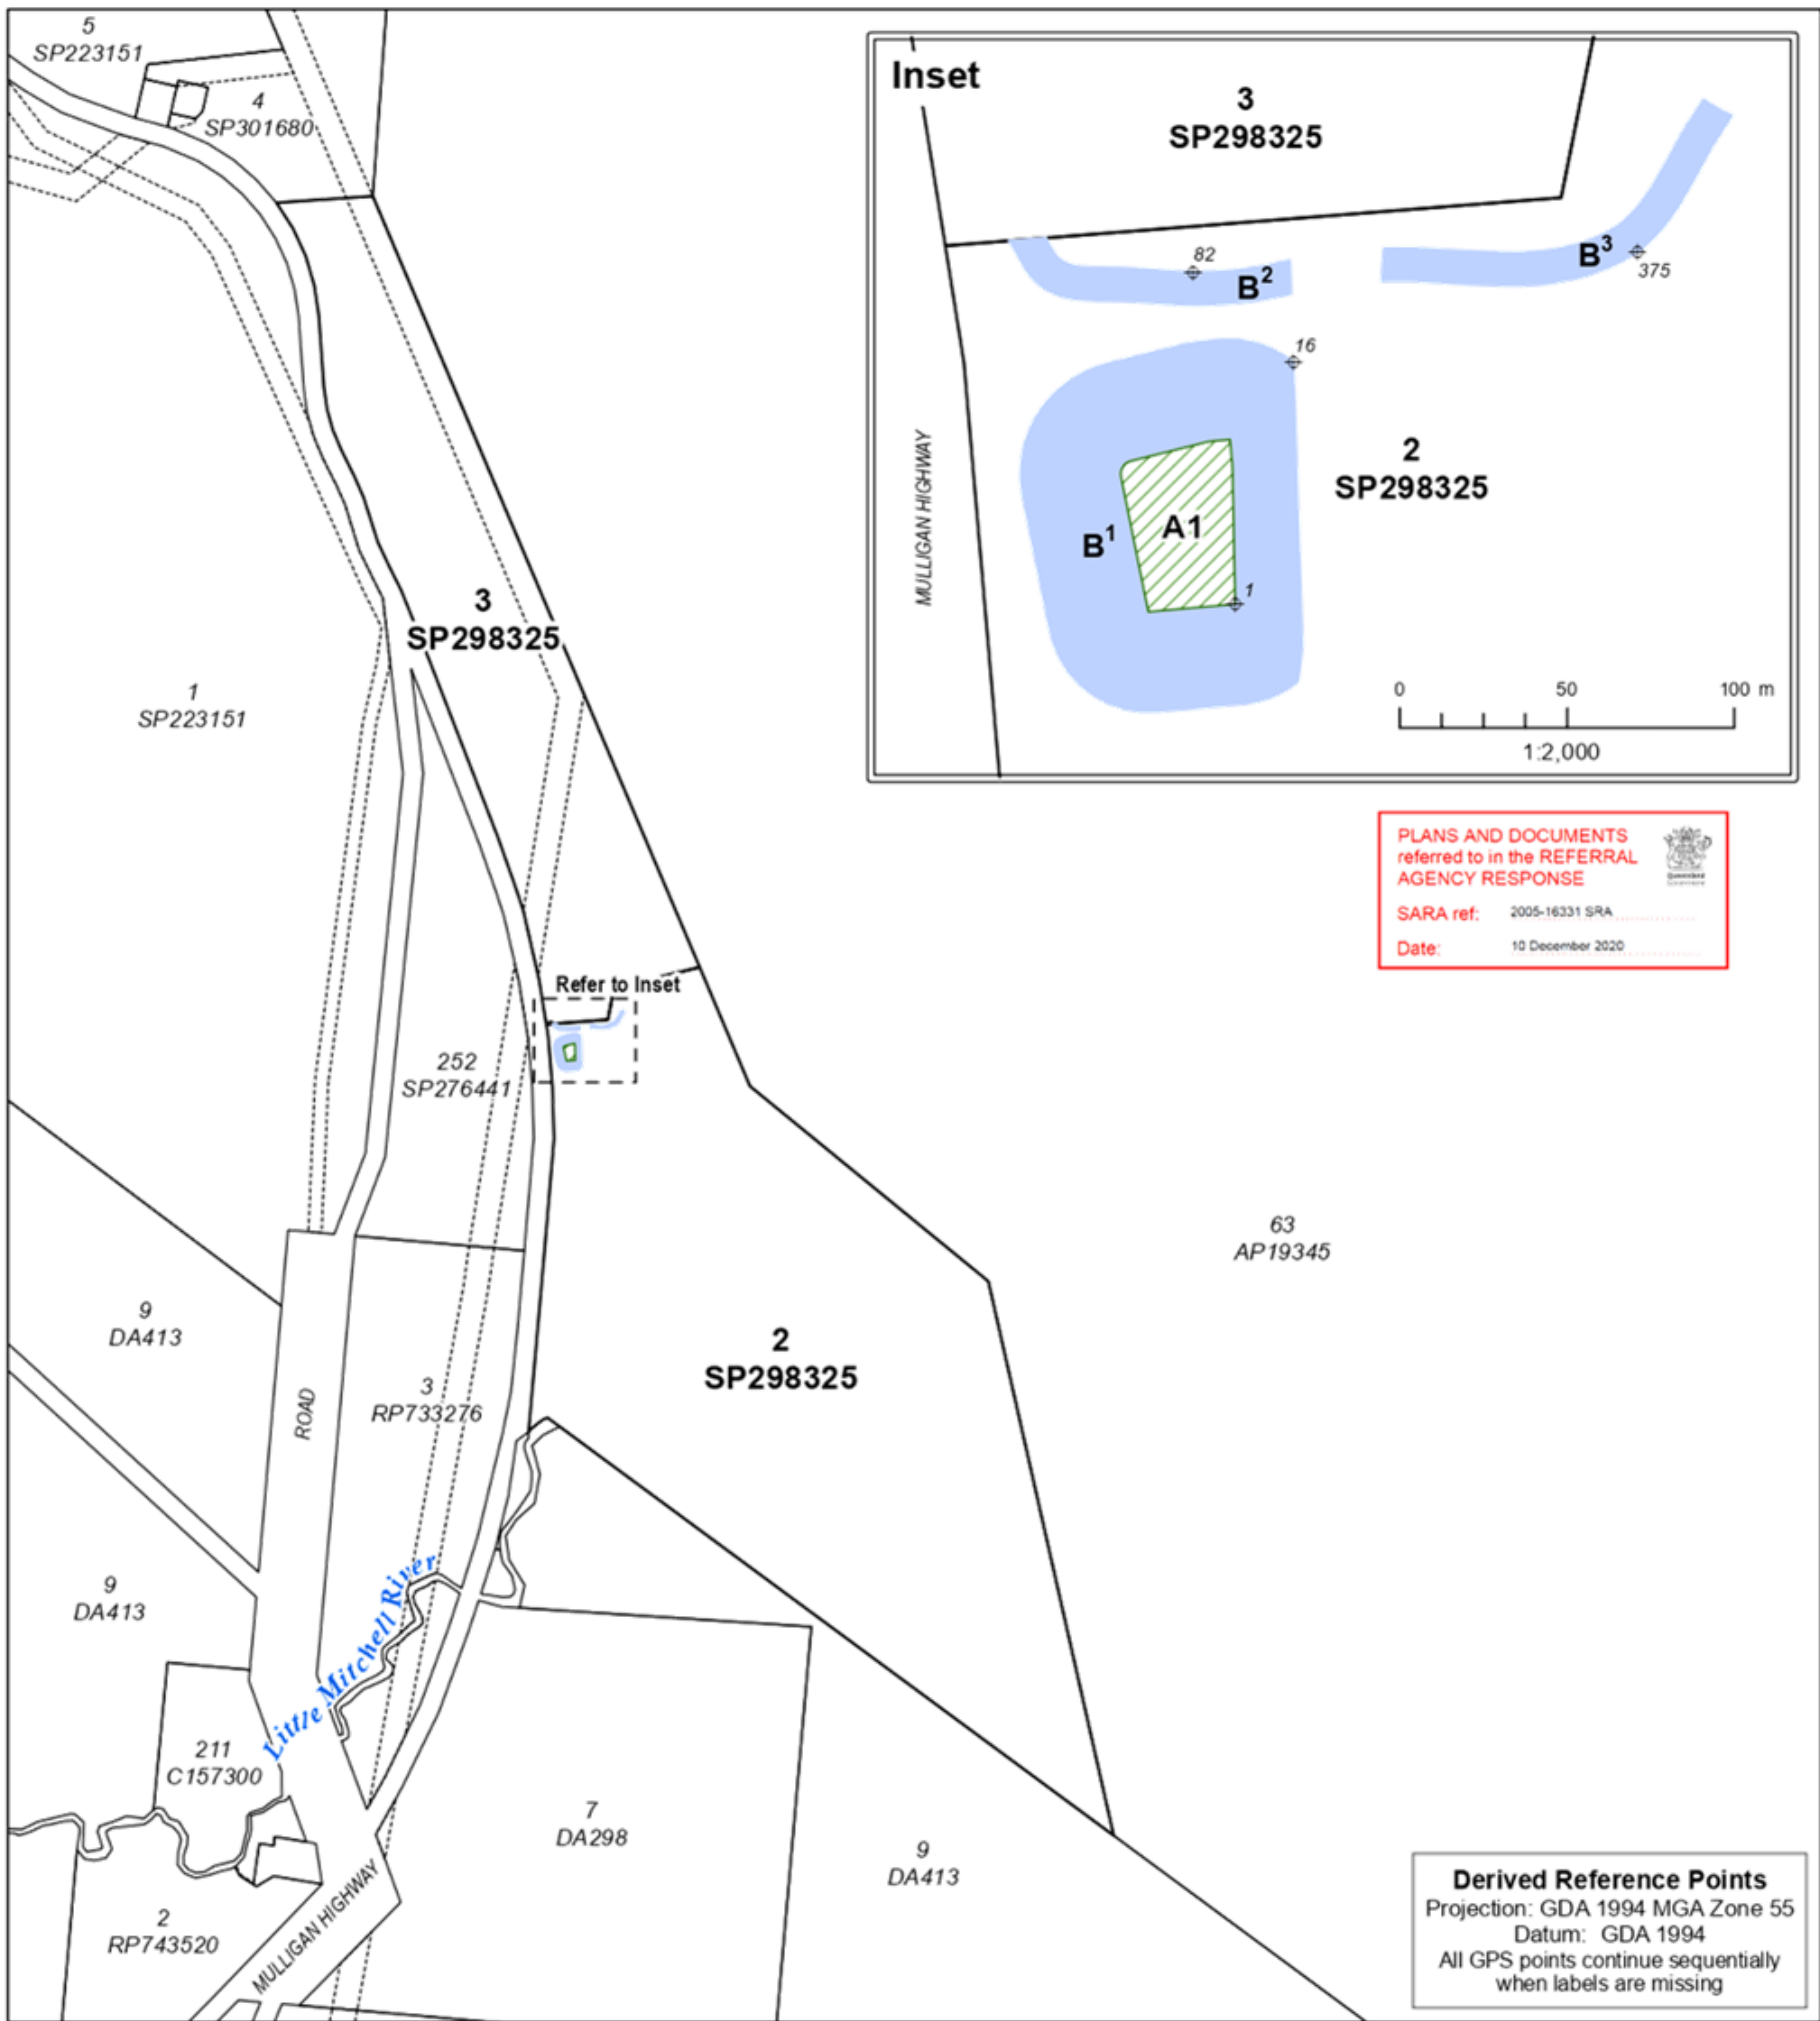 5
SP223151
4
SP301680
Inset
3
SP298325
82
B2
B3
375
16
2
SP298325
MULLIGAN HIGHWAY
B1
A1
1
0 50 100 m
1:2,000
3
SP298325
1
SP223151
PLANS AND DOCUMENTS
referred to in the REFERRAL
AGENCY RESPONSE
Queensland
Government
SARA ref: 2005-16331 SRA
Date: 10 December 2020
Refer to Inset
252
SP276441
63
AP19345
9
DA413
2
SP298325
3
RP733276
ROAD
9
DA413
Little Mitchell River
211
C157300
7
DA298
9
DA413
2
RP743520
MULLIGAN HIGHWAY
Derived Reference Points
Projection: GDA 1994 MGA Zone 55
Datum: GDA 1994
All GPS points continue sequentially
when labels are missing